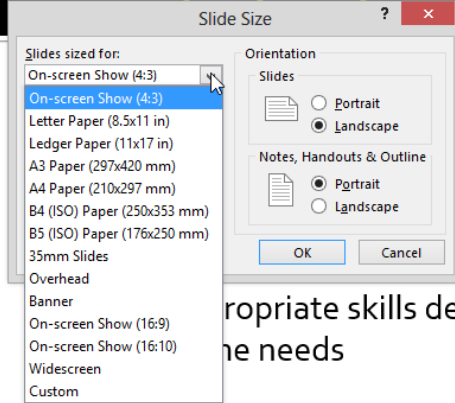 Slide Size
?
Slides sized for:
On-screen Show (4:3)
On-screen Show (4:3)
Letter Paper (8.5x11 in)
Ledger Paper (11x17 in)
A3 Paper (297x420 mm)
A4 Paper (210x297 mm)
B4 (ISO) Paper (250x353 mm)
B5 (ISO) Paper (176x250 mm)
35mm Slides
Overhead
Banner
On-screen Show (16:9)
On-screen Show (16:10)
Widescreen
Custom
Orientation
Slides
Portrait
Landscape
Notes, Handouts & Outline
Portrait
Landscape
OK
Cancel
ropriate skills de
needs